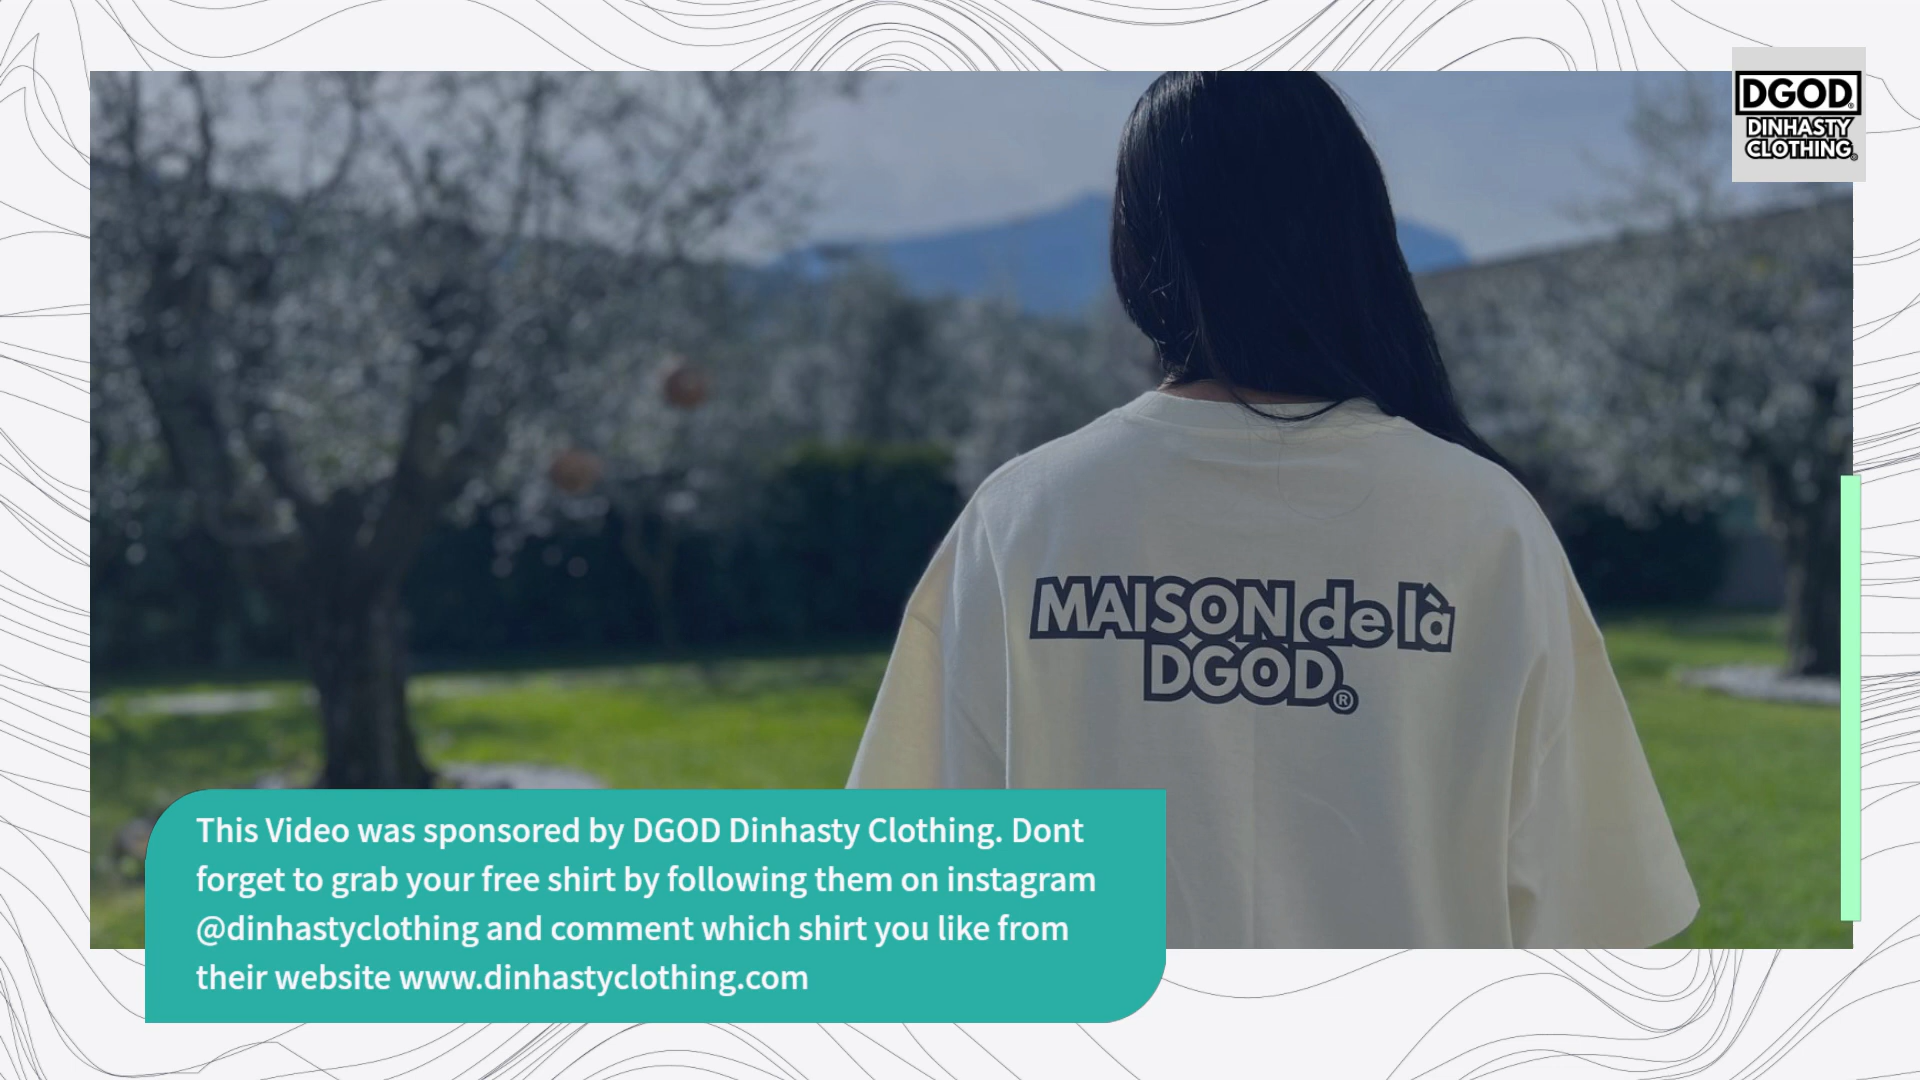 DGOD®
DINHASTY
CLOTHING®
MAISON de là
DGOD®
This Video was sponsored by DGOD Dinhasty Clothing. Dont
forget to grab your free shirt by following them on instagram
@dinhastyclothing and comment which shirt you like from
their website www.dinhastyclothing.com